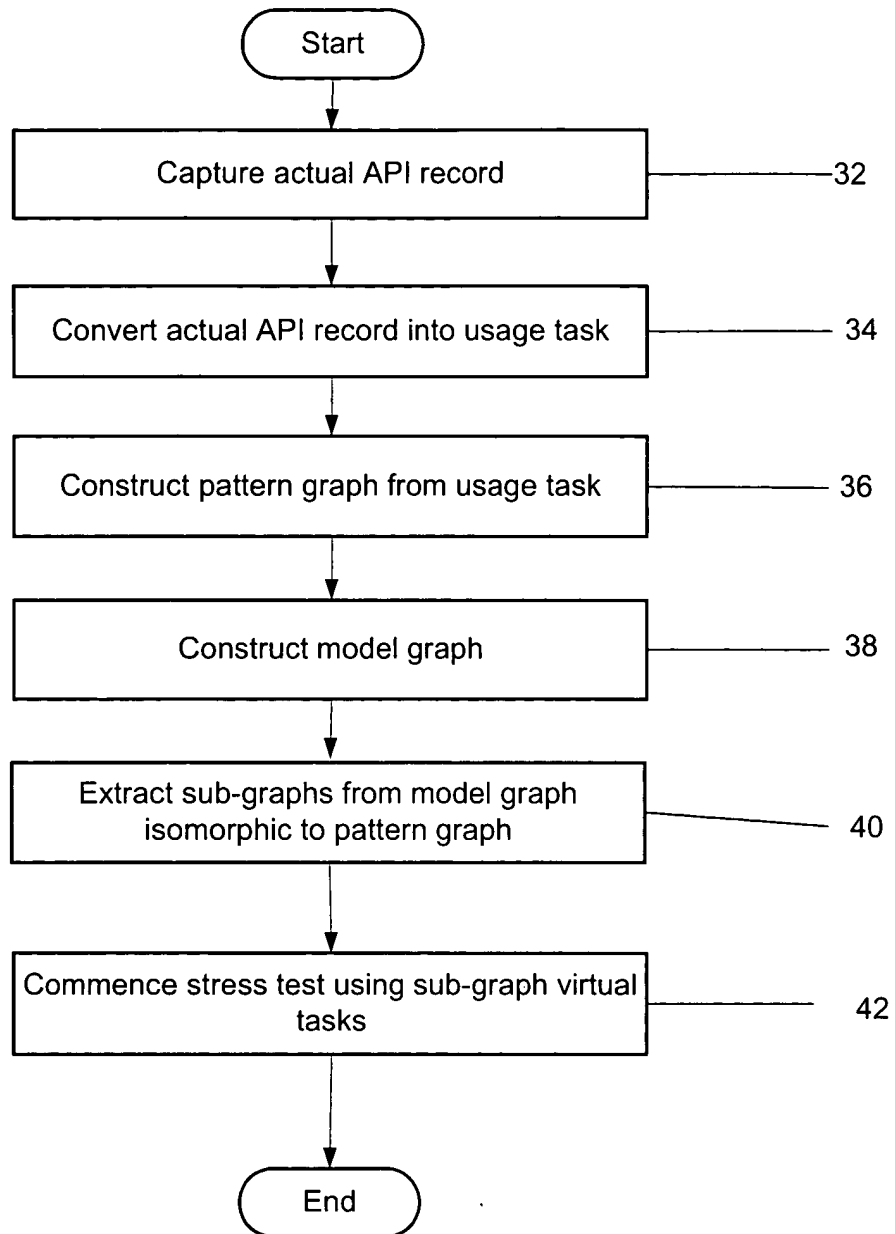 Start
Capture actual API record
32
Convert actual API record into usage task
34
Construct pattern graph from usage task
36
Construct model graph
38
Extract sub-graphs from model graph
isomorphic to pattern graph
40
Commence stress test using sub-graph virtual
tasks
42
End